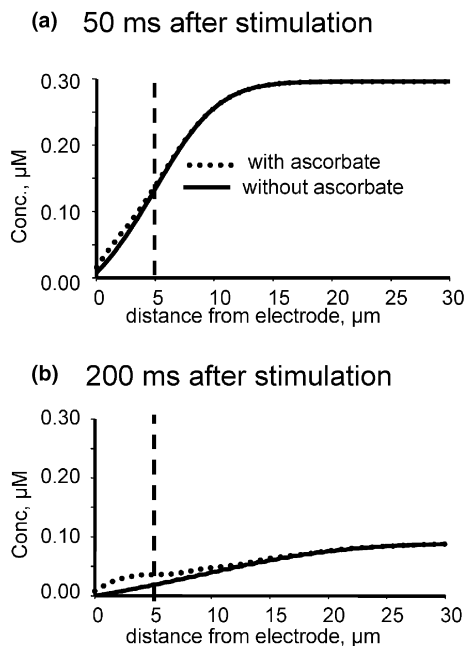 (a) 50 ms after stimulation
0.30
0.20
0.10
0.00
Conc., µM
with ascorbate
without ascorbate
0 5 10 15 20 25 30
distance from electrode, µm
(b) 200 ms after stimulation
0.30
0.20
0.10
0.00
Conc, µM
0 5 10 15 20 25 30
distance from electrode, µm